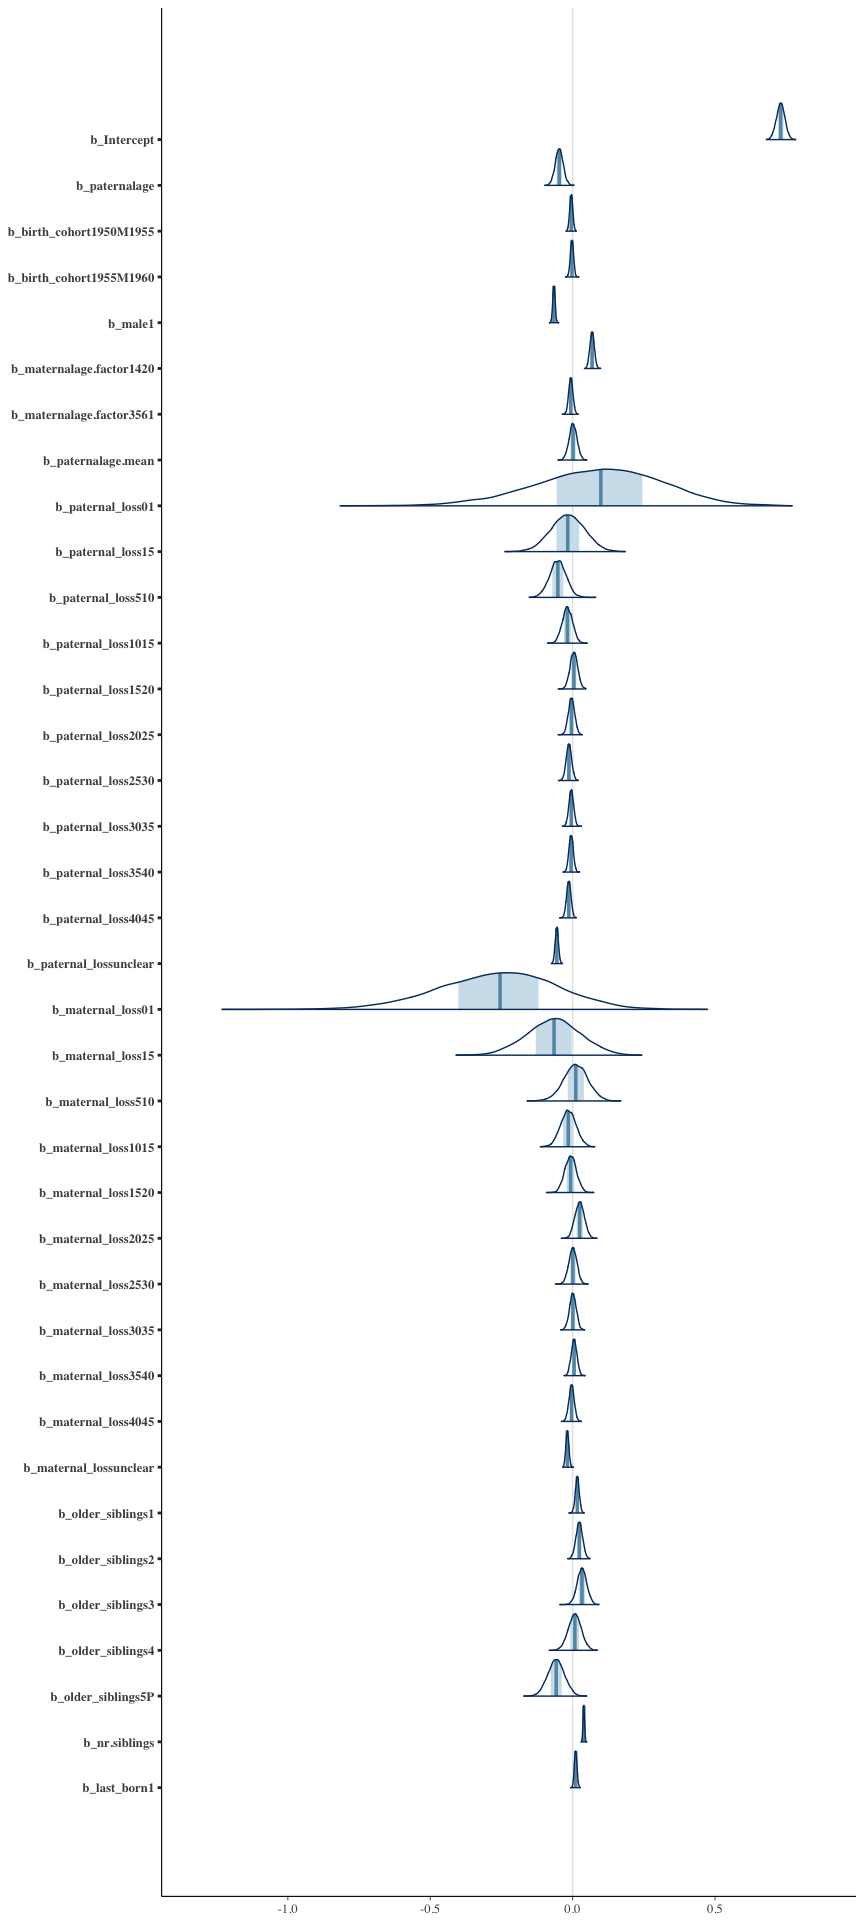 b_Intercept
b_paternalage
b_birth_cohort1950M1955
b_birth_cohort1955M1960
b_male1
b_maternalage.factor1420
b_maternalage.factor3561
b_paternalage.mean
b_paternal_loss01
b_paternal_loss15
b_paternal_loss510
b_paternal_loss1015
b_paternal_loss1520
b_paternal_loss2025
b_paternal_loss2530
b_paternal_loss3035
b_paternal_loss3540
b_paternal_loss4045
b_paternal_lossunclear
b_maternal_loss01
b_maternal_loss15
b_maternal_loss510
b_maternal_loss1015
b_maternal_loss1520
b_maternal_loss2025
b_maternal_loss2530
b_maternal_loss3035
b_maternal_loss3540
b_maternal_loss4045
b_maternal_lossunclear
b_older_siblings1
b_older_siblings2
b_older_siblings3
b_older_siblings4
b_older_siblings5P
b_nr.siblings
b_last_born1
-1.0 -0.5 0.0 0.5